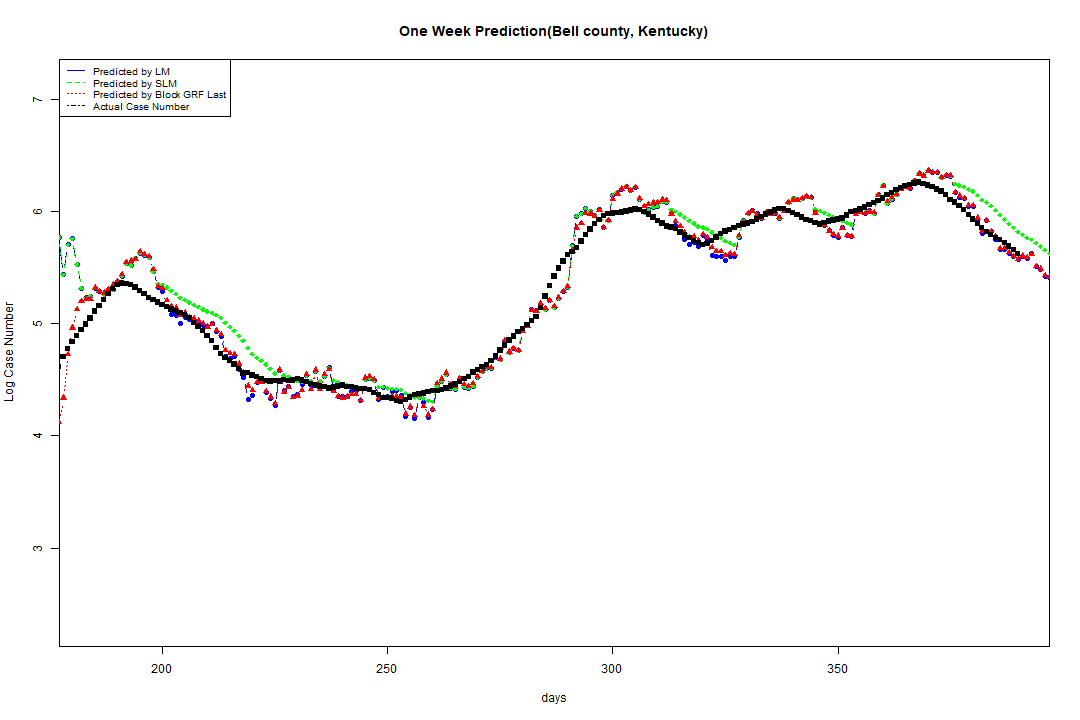 One Week Prediction(Bell county, Kentucky)
Predicted by LM
Predicted by SLM
Predicted by Block GRF Last
Actual Case Number
7
6
5
4
3
Log Case Number
200 250 300 350
days